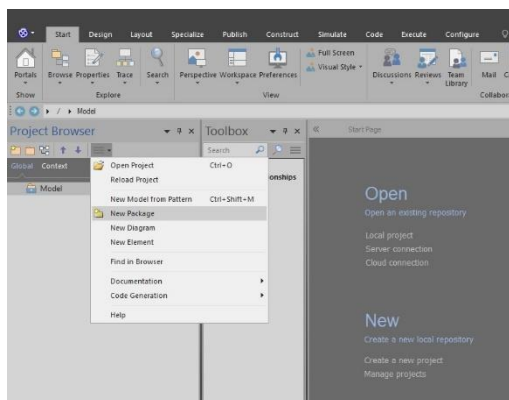 Start Design Layout Specialize Publish Construct Simulate Code Execute Configure
Portals Browse Properties Trace Search Perspective Workspace Preferences Full Screen Discussions Reviews Team Library Mail
Visual Style
Show Explore View
Model
Project Browser Toolbox Start Page
Search
Global Context
Model
Open Project Ctrl+O
Reload Project
New Model from Pattern Ctrl+Shift+M
New Package
New Diagram
New Element
Find in Browser
Documentation
Code Generation
Help
Open
Open an existing repository
Local project
Server connection
Cloud connection
New
Create a new local repository
Create a new project
Manage projects